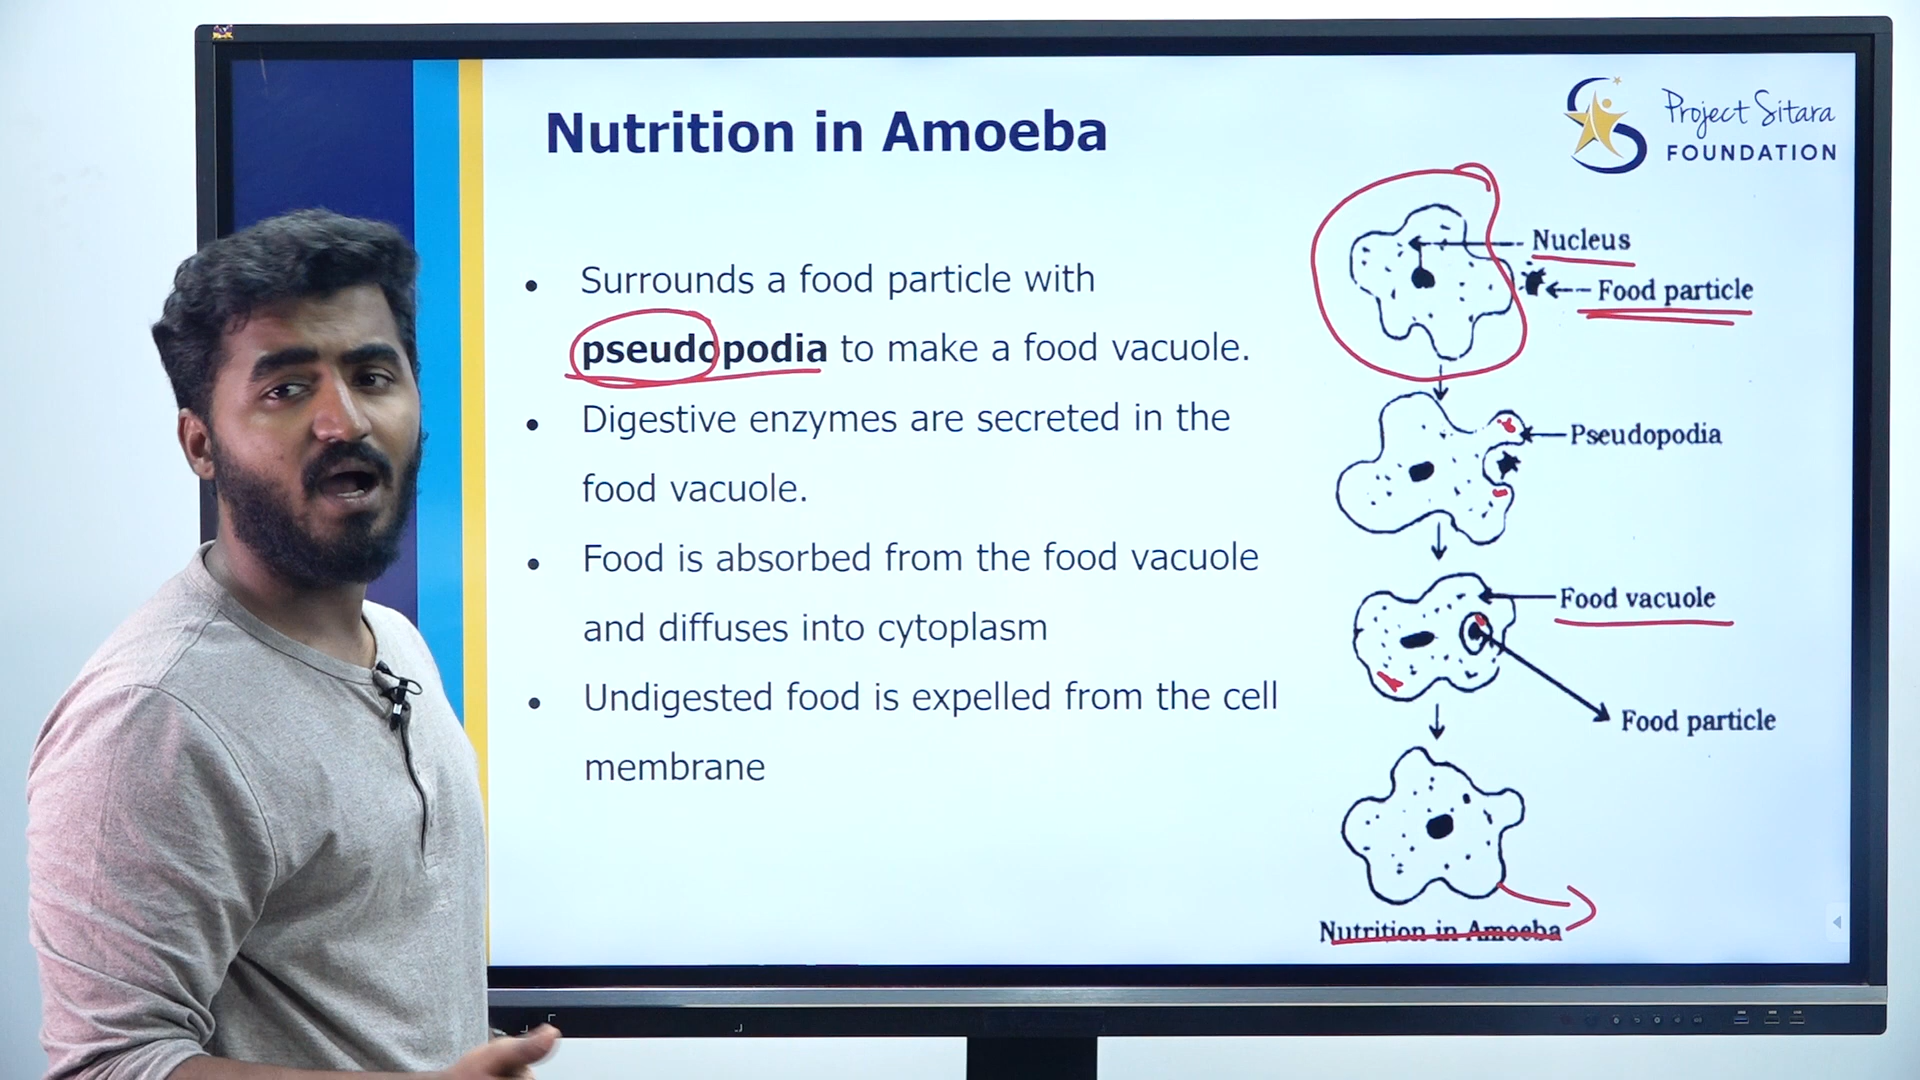 Nutrition in Amoeba
Project Sitara
FOUNDATION
• Surrounds a food particle with
pseudopodia to make a food vacuole.
• Digestive enzymes are secreted in the
food vacuole.
• Food is absorbed from the food vacuole
and diffuses into cytoplasm
• Undigested food is expelled from the cell
membrane
Nucleus
Food particle
Pseudopodia
Food vacuole
Food particle
Nutrition in Amoeba